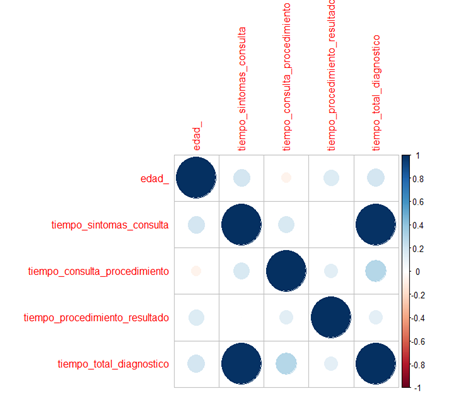 edad_
tiempo_sintomas_consulta
tiempo_consulta_procedimiento
tiempo_procedimiento_resultado
tiempo_total_diagnostico
edad_
tiempo_sintomas_consulta
tiempo_consulta_procedimiento
tiempo_procedimiento_resultado
tiempo_total_diagnostico
1
0.8
0.6
0.4
0.2
0
-0.2
-0.4
-0.6
-0.8
-1